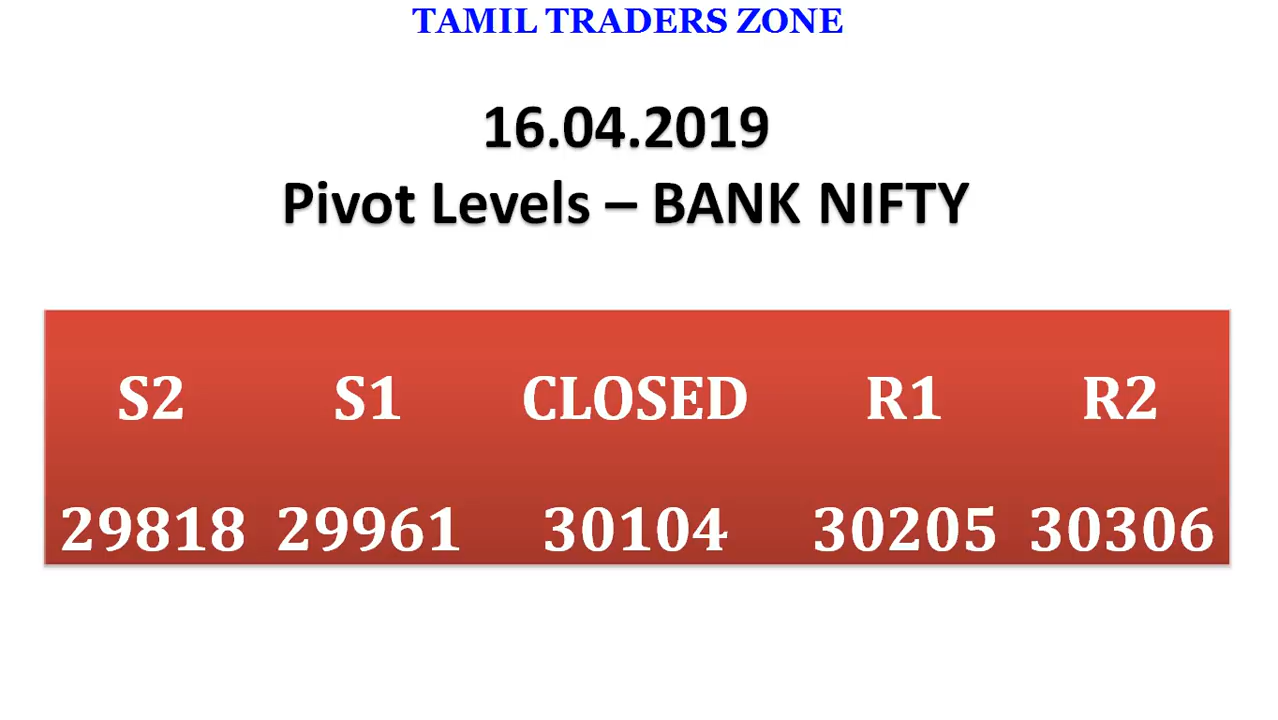 TAMIL TRADERS ZONE
16.04.2019
Pivot Levels – BANK NIFTY
S2 S1 CLOSED R1 R2
29818 29961 30104 30205 30306